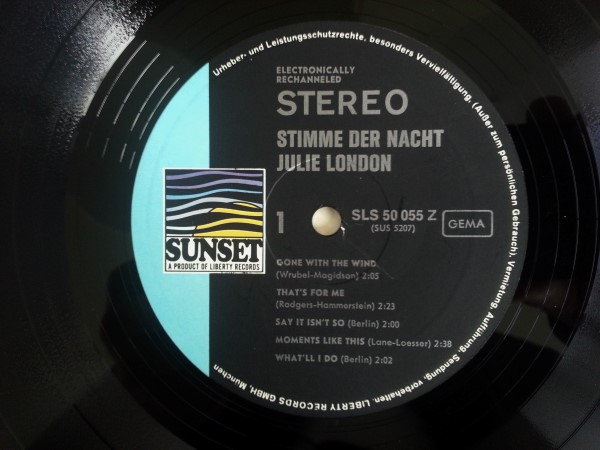 Urheber- und Leistungsschutzrechte, besonders Vervielfältigung, (Außer zum persönlichen Gebrauch), Vermietung, Aufführung, Sendung, vorbehalten. LIBERTY RECORDS GMBH, München
ELECTRONICALLY
RECHANNELED
STEREO
STIMME DER NACHT
JULIE LONDON
1
SLS 50 055 Z
(SUS 5207)
GEMA
SUNSET
A PRODUCT OF LIBERTY RECORDS
GONE WITH THE WIND
(Wrubel-Magidson) 2:05
THAT'S FOR ME
(Rodgers-Hammerstein) 2:23
SAY IT ISN'T SO (Berlin) 2:00
MOMENTS LIKE THIS (Lane-Loesser) 2:38
WHAT'LL I DO (Berlin) 2:02